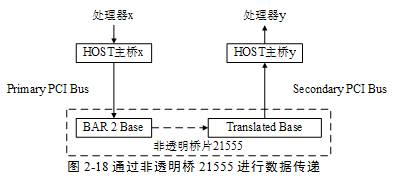 处理器x
处理器y
HOST主桥x
HOST主桥y
Primary PCI Bus
Secondary PCI Bus
BAR 2 Base
Translated Base
非透明桥片21555
图 2-18 通过非透明桥 21555 进行数据传递